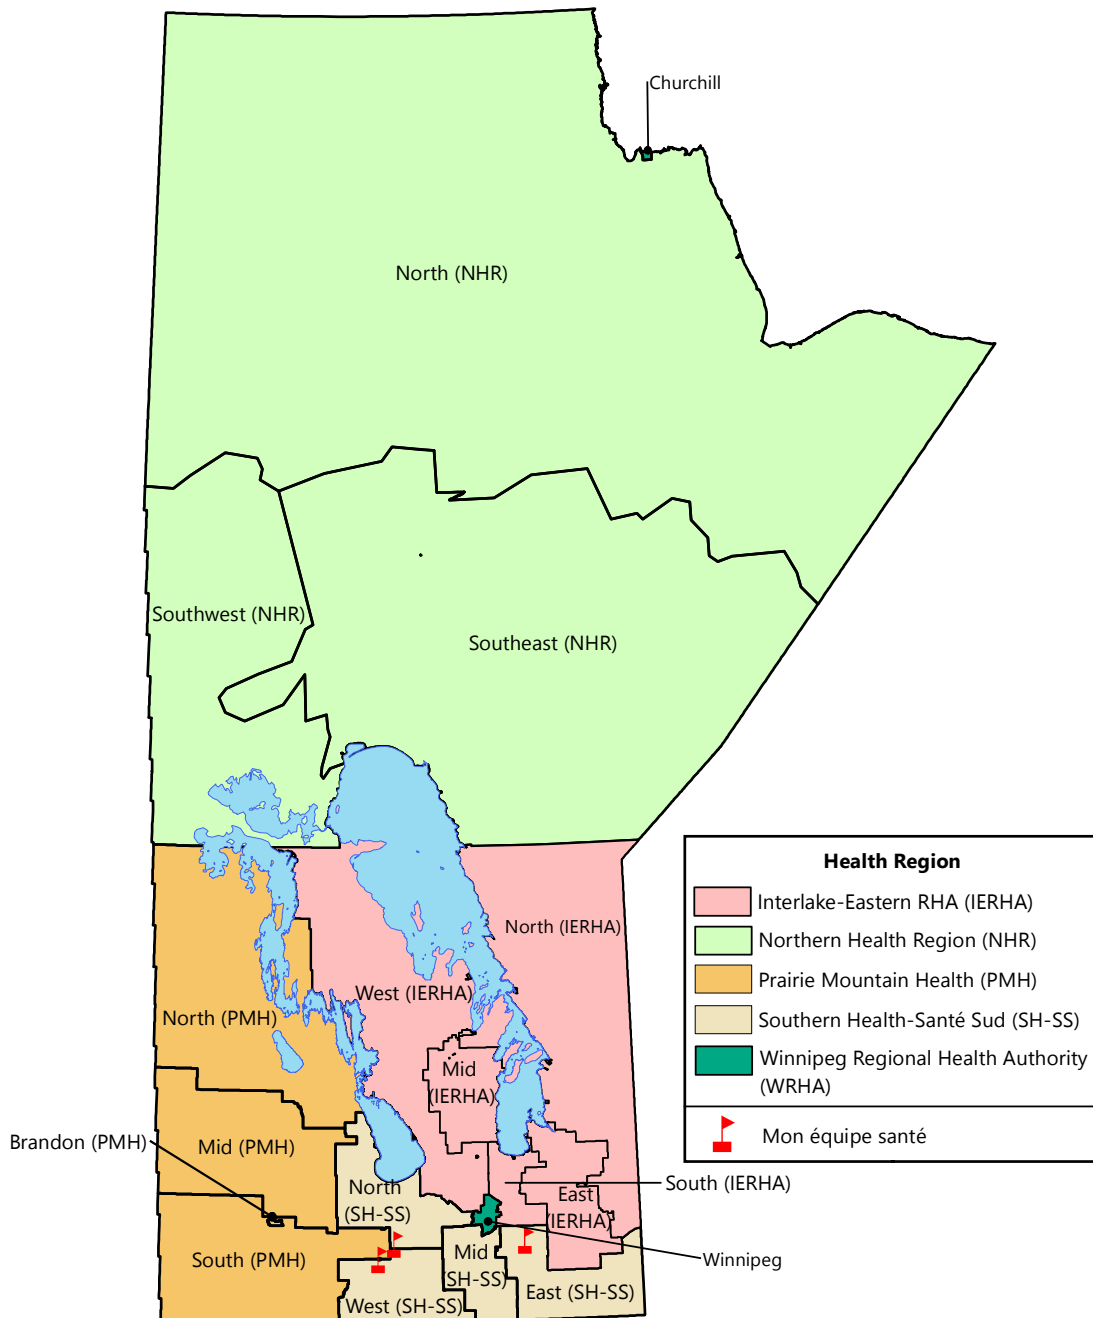 Churchill
North (NHR)
Southwest (NHR)
Southeast (NHR)
North (IERHA)
West (IERHA)
North (PMH)
Mid
(IERHA)
Mid (PMH)
Brandon (PMH)
North
(SH-SS)
East
(IERHA)
South (IERHA)
South (PMH)
Mid
(SH-SS)
Winnipeg
West (SH-SS)
East (SH-SS)
Health Region
Interlake-Eastern RHA (IERHA)
Northern Health Region (NHR)
Prairie Mountain Health (PMH)
Southern Health-Santé Sud (SH-SS)
Winnipeg Regional Health Authority
(WRHA)
Mon équipe santé